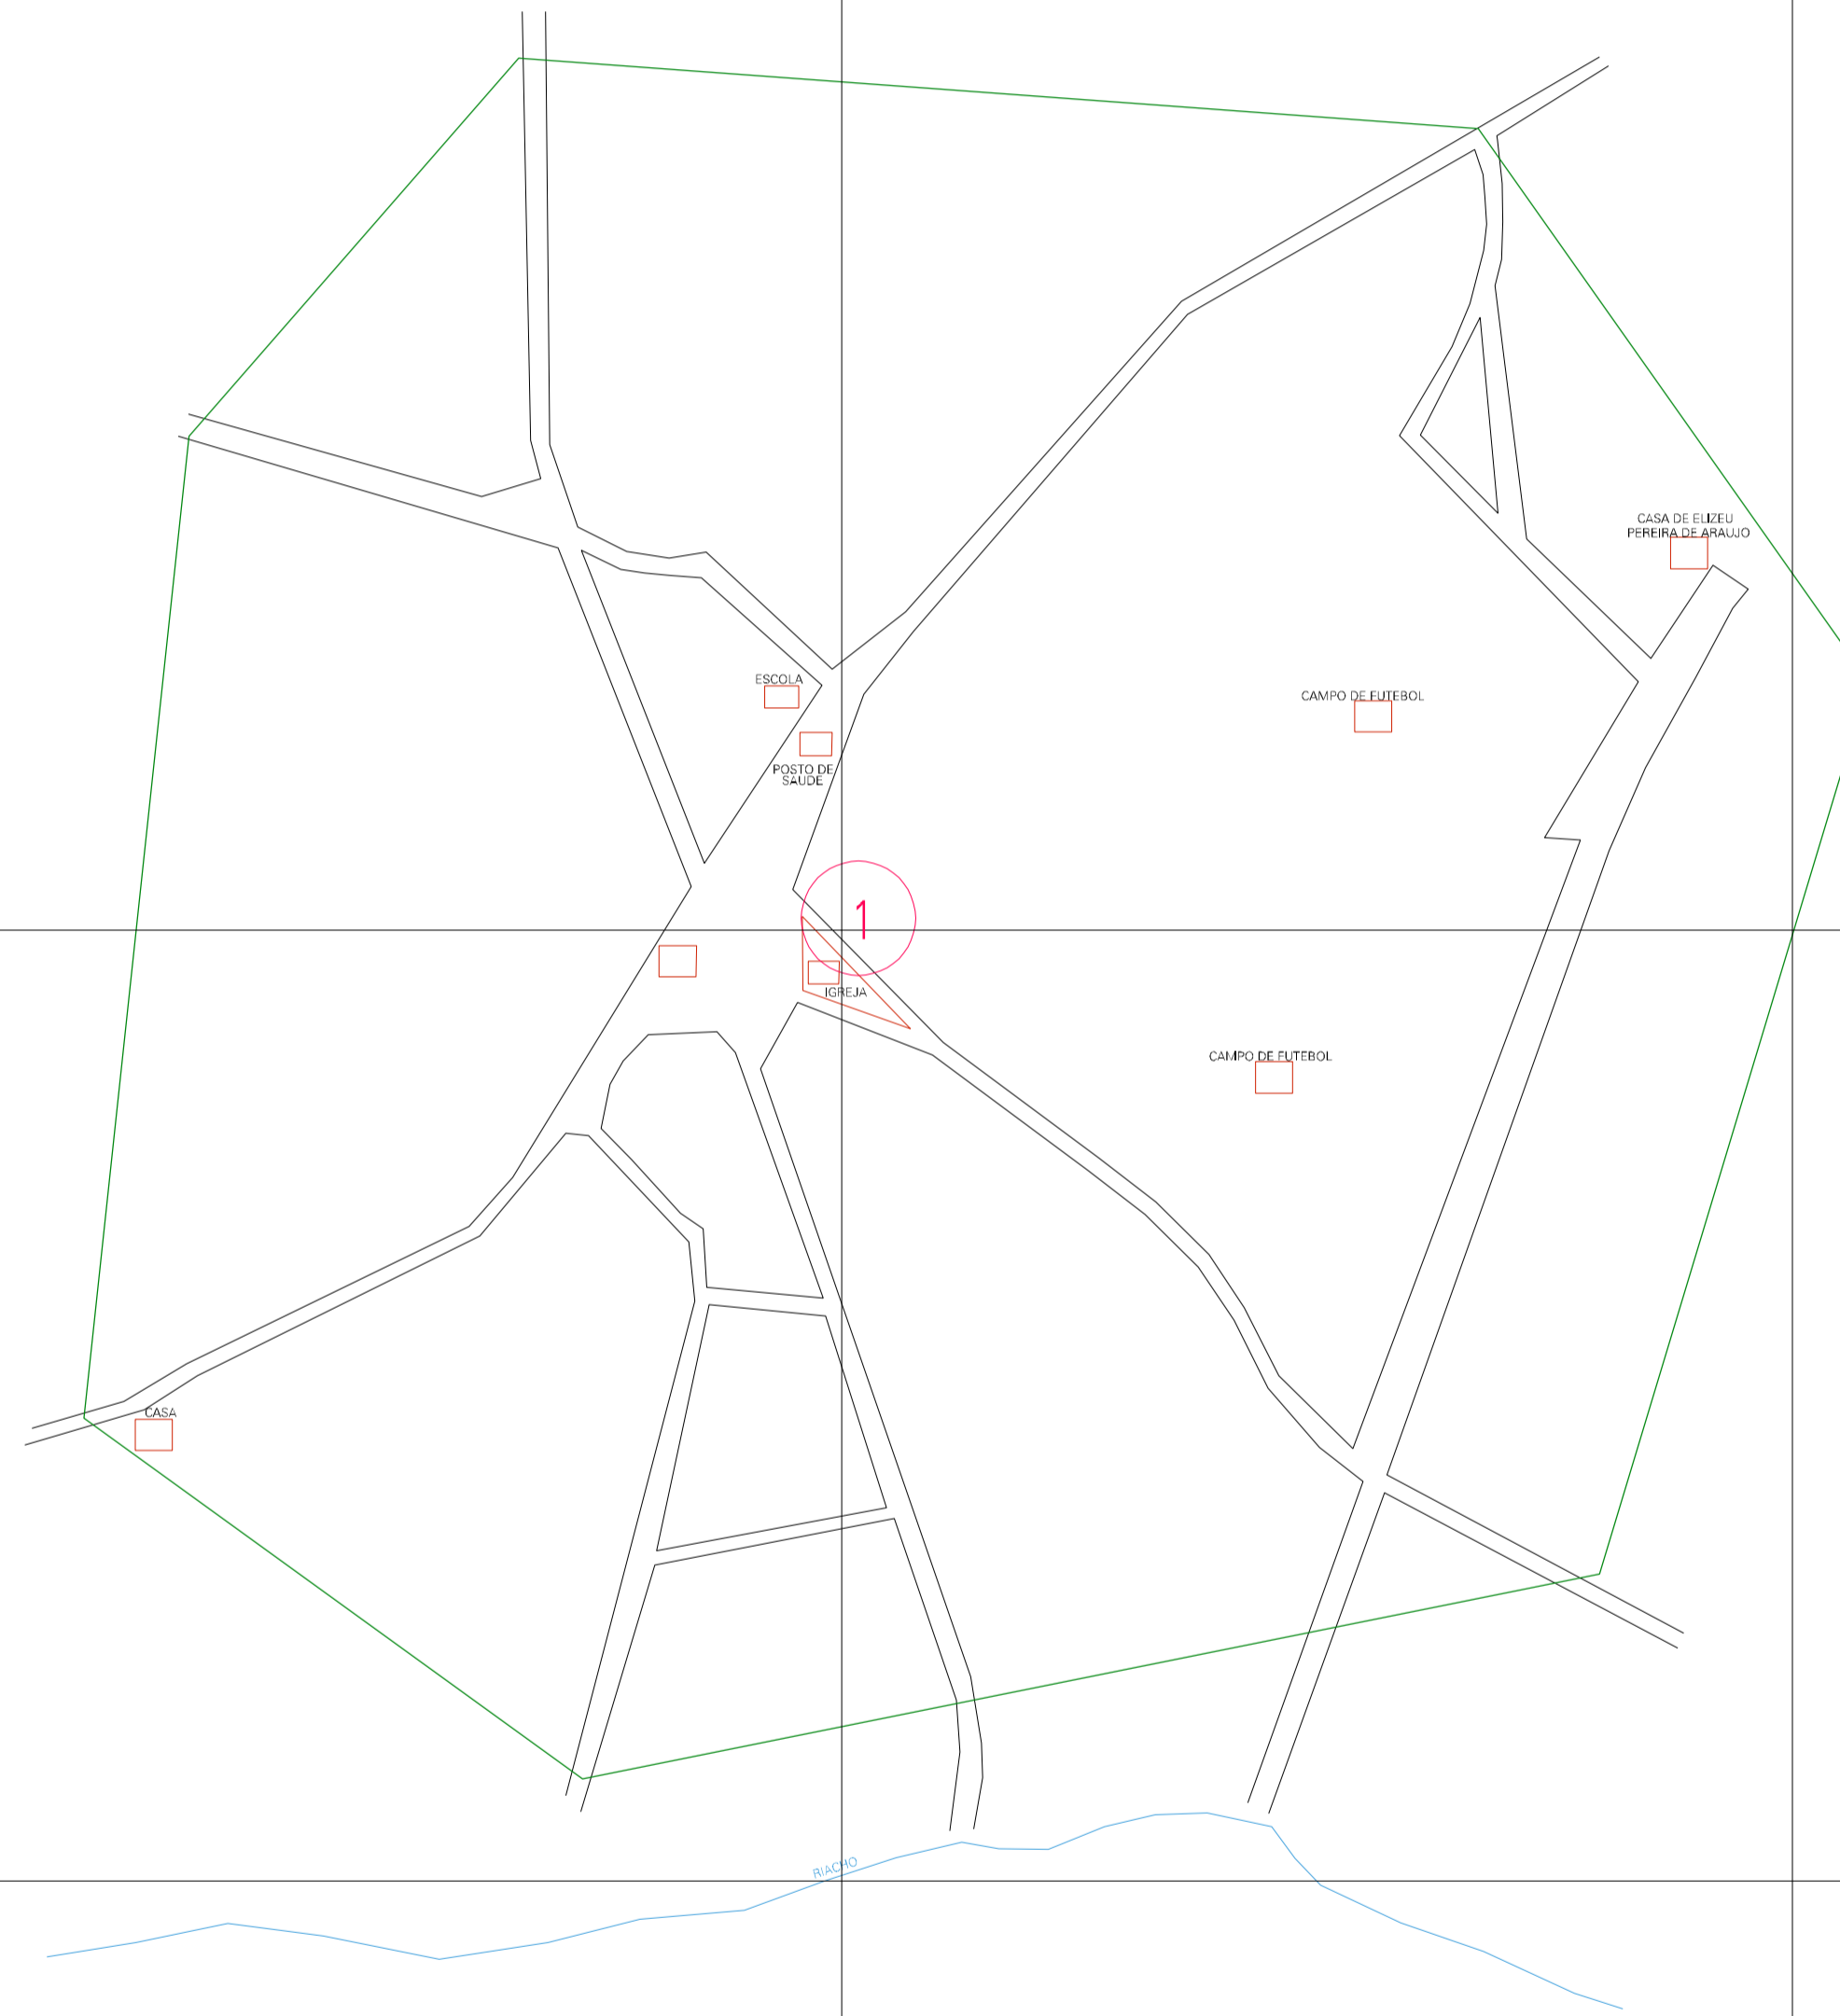 CASA DE ELIZEU
PEREIRA DE ARAUJO
ESCOLA
CAMPO DE FUTEBOL
POSTO DE
SAUDE
1
IGREJA
CAMPO DE FUTEBOL
CASA
RIACHO